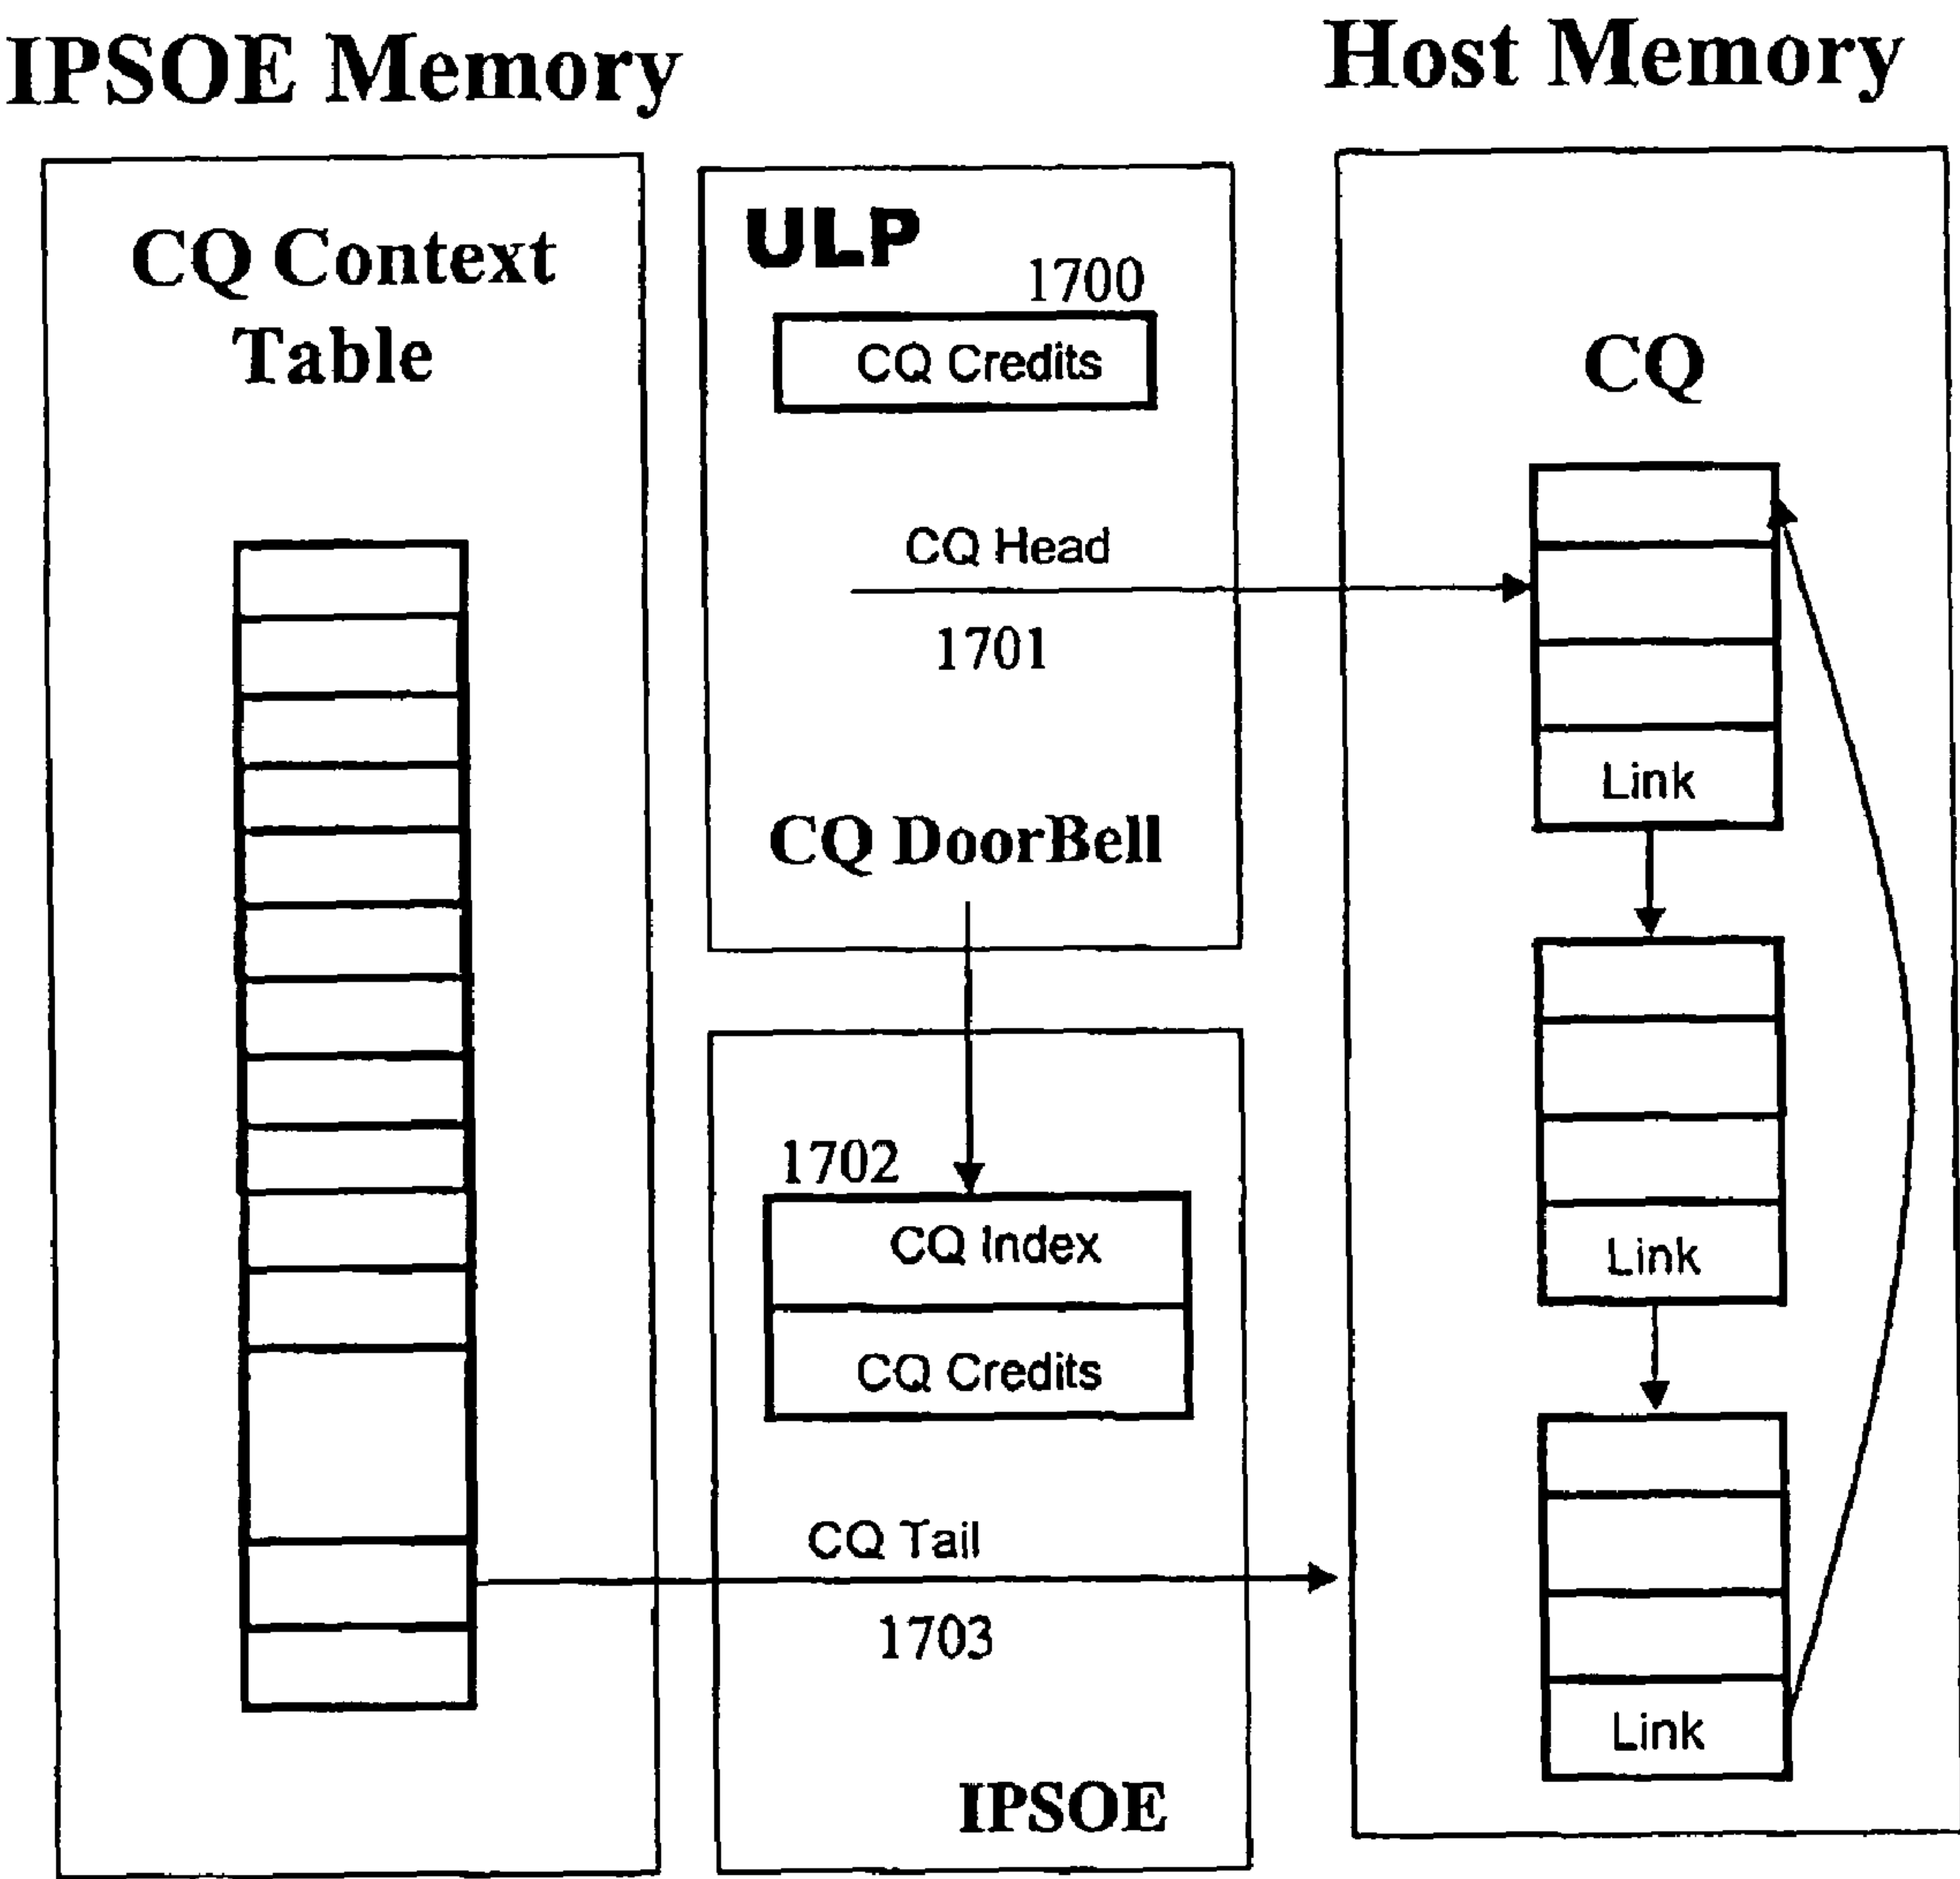 IPSOE Memory
Host Memory
CQ Context
Table
ULP
1700
CQ Credits
CQ Head
1701
CQ DoorBell
1702
CQ Index
CQ Credits
CQ Tail
1703
IPSOE
CQ
Link
Link
Link